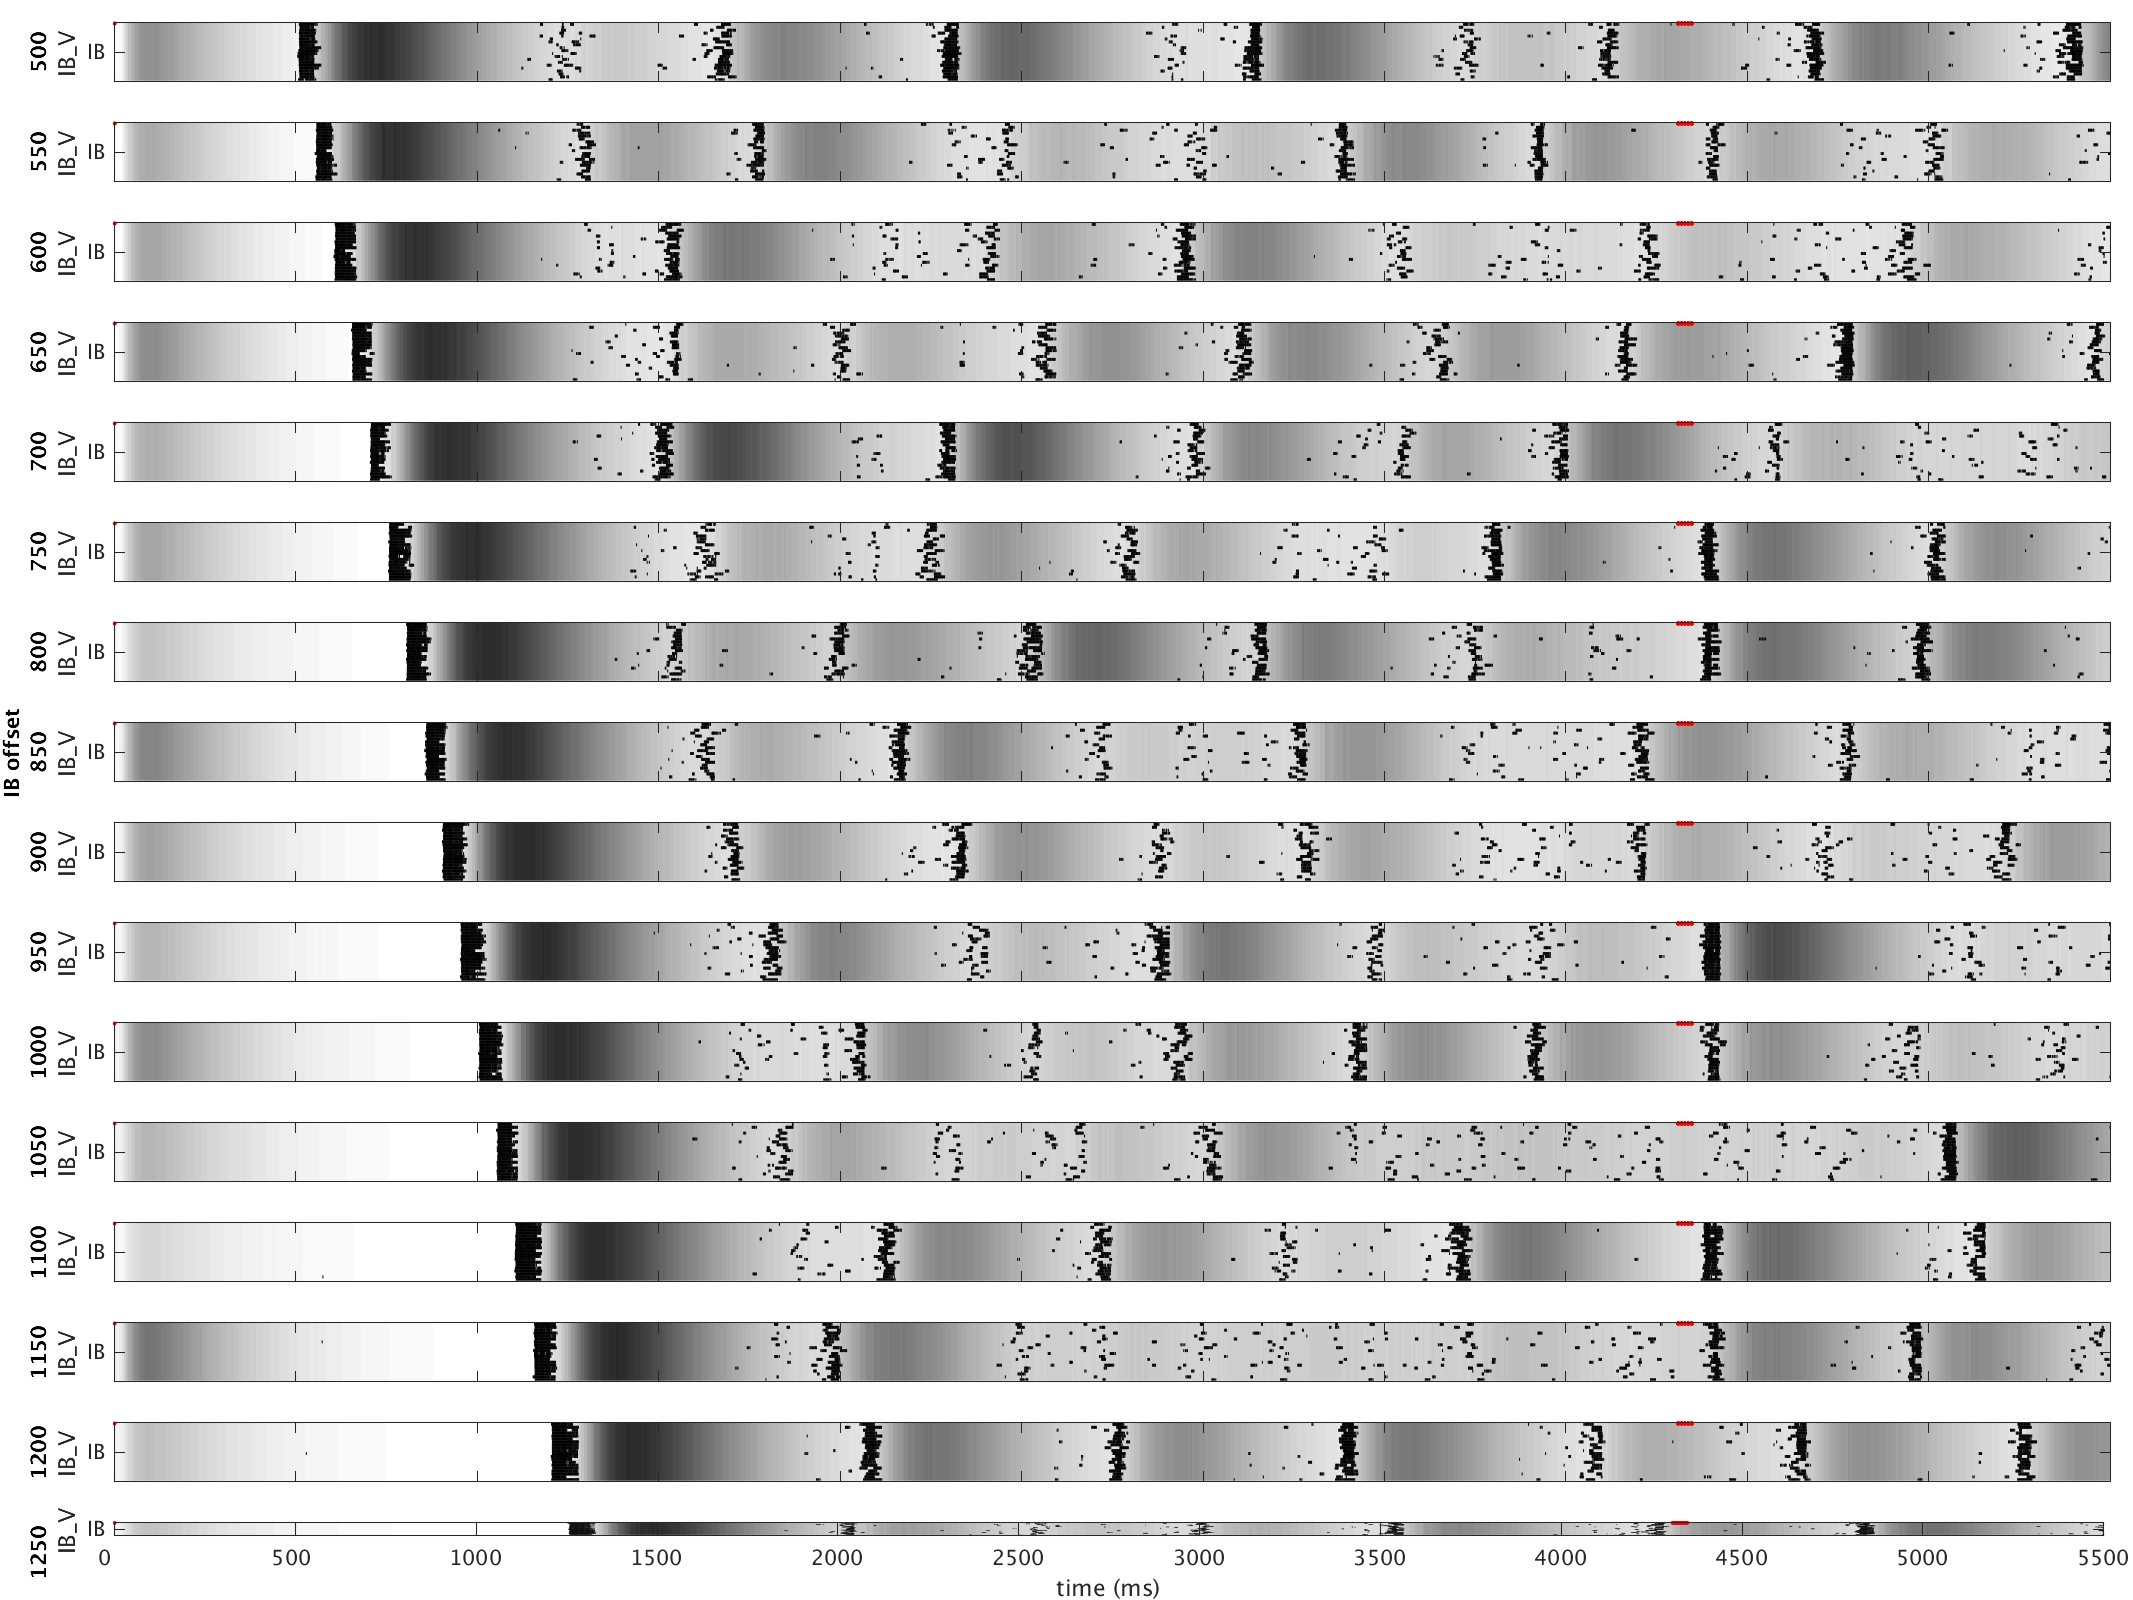 IB offset
500 IB_V IB
550 IB_V IB
600 IB_V IB
650 IB_V IB
700 IB_V IB
750 IB_V IB
800 IB_V IB
850 IB_V IB
900 IB_V IB
950 IB_V IB
1000 IB_V IB
1050 IB_V IB
1100 IB_V IB
1150 IB_V IB
1200 IB_V IB
1250 IB_V IB
0 500 1000 1500 2000 2500 3000 3500 4000 4500 5000 5500
time (ms)